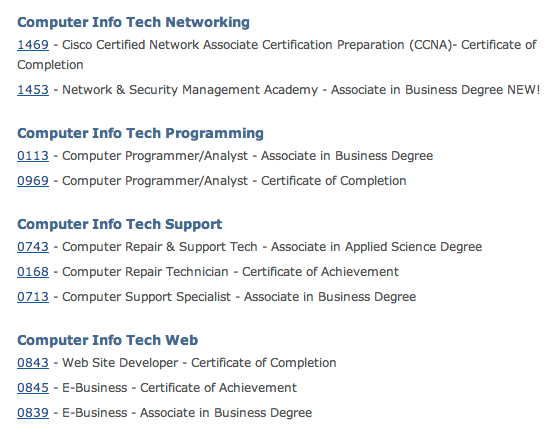 Computer Info Tech Networking
1469 - Cisco Certified Network Associate Certification Preparation (CCNA)- Certificate of
Completion
1453 - Network & Security Management Academy - Associate in Business Degree NEW!
Computer Info Tech Programming
0113 - Computer Programmer/Analyst - Associate in Business Degree
0969 - Computer Programmer/Analyst - Certificate of Completion
Computer Info Tech Support
0743 - Computer Repair & Support Tech - Associate in Applied Science Degree
0168 - Computer Repair Technician - Certificate of Achievement
0713 - Computer Support Specialist - Associate in Business Degree
Computer Info Tech Web
0843 - Web Site Developer - Certificate of Completion
0845 - E-Business - Certificate of Achievement
0839 - E-Business - Associate in Business Degree